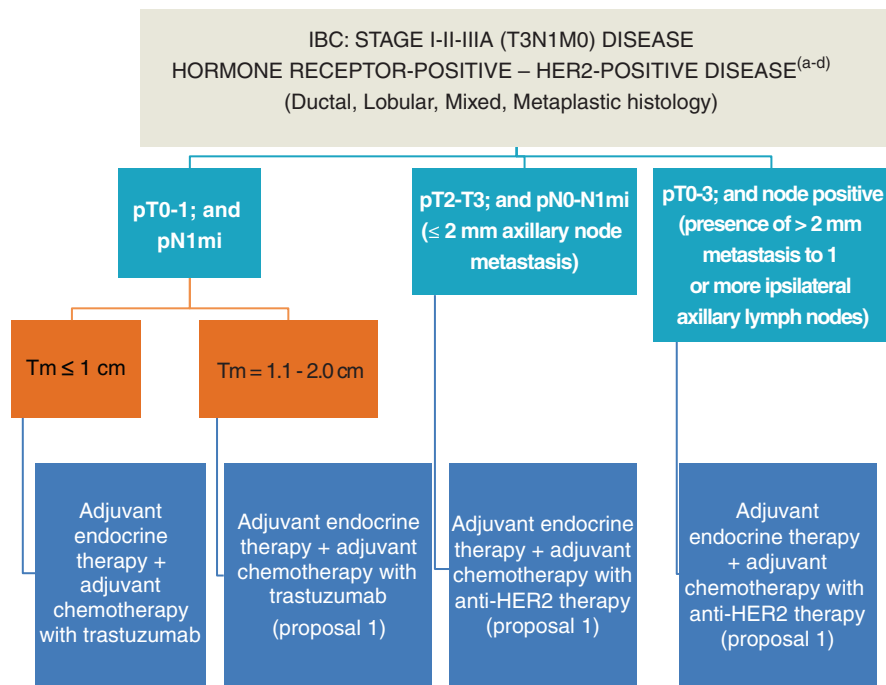 IBC: STAGE I-II-IIIA (T3N1M0) DISEASE
HORMONE RECEPTOR-POSITIVE – HER2-POSITIVE DISEASE(a-d)
(Ductal, Lobular, Mixed, Metaplastic histology)
pT0-1; and
pN1mi
pT2-T3; and pN0-N1mi
(≤ 2 mm axillary node
metastasis)
pT0-3; and node positive
(presence of > 2 mm
metastasis to 1
or more ipsilateral
axillary lymph nodes)
Tm ≤ 1 cm
Tm = 1.1 - 2.0 cm
Adjuvant
endocrine
therapy +
adjuvant
chemotherapy
with trastuzumab
Adjuvant endocrine
therapy + adjuvant
chemotherapy with
trastuzumab
(proposal 1)
Adjuvant endocrine
therapy + adjuvant
chemotherapy with
anti-HER2 therapy
(proposal 1)
Adjuvant
endocrine therapy
+ adjuvant
chemotherapy with
anti-HER2 therapy
(proposal 1)